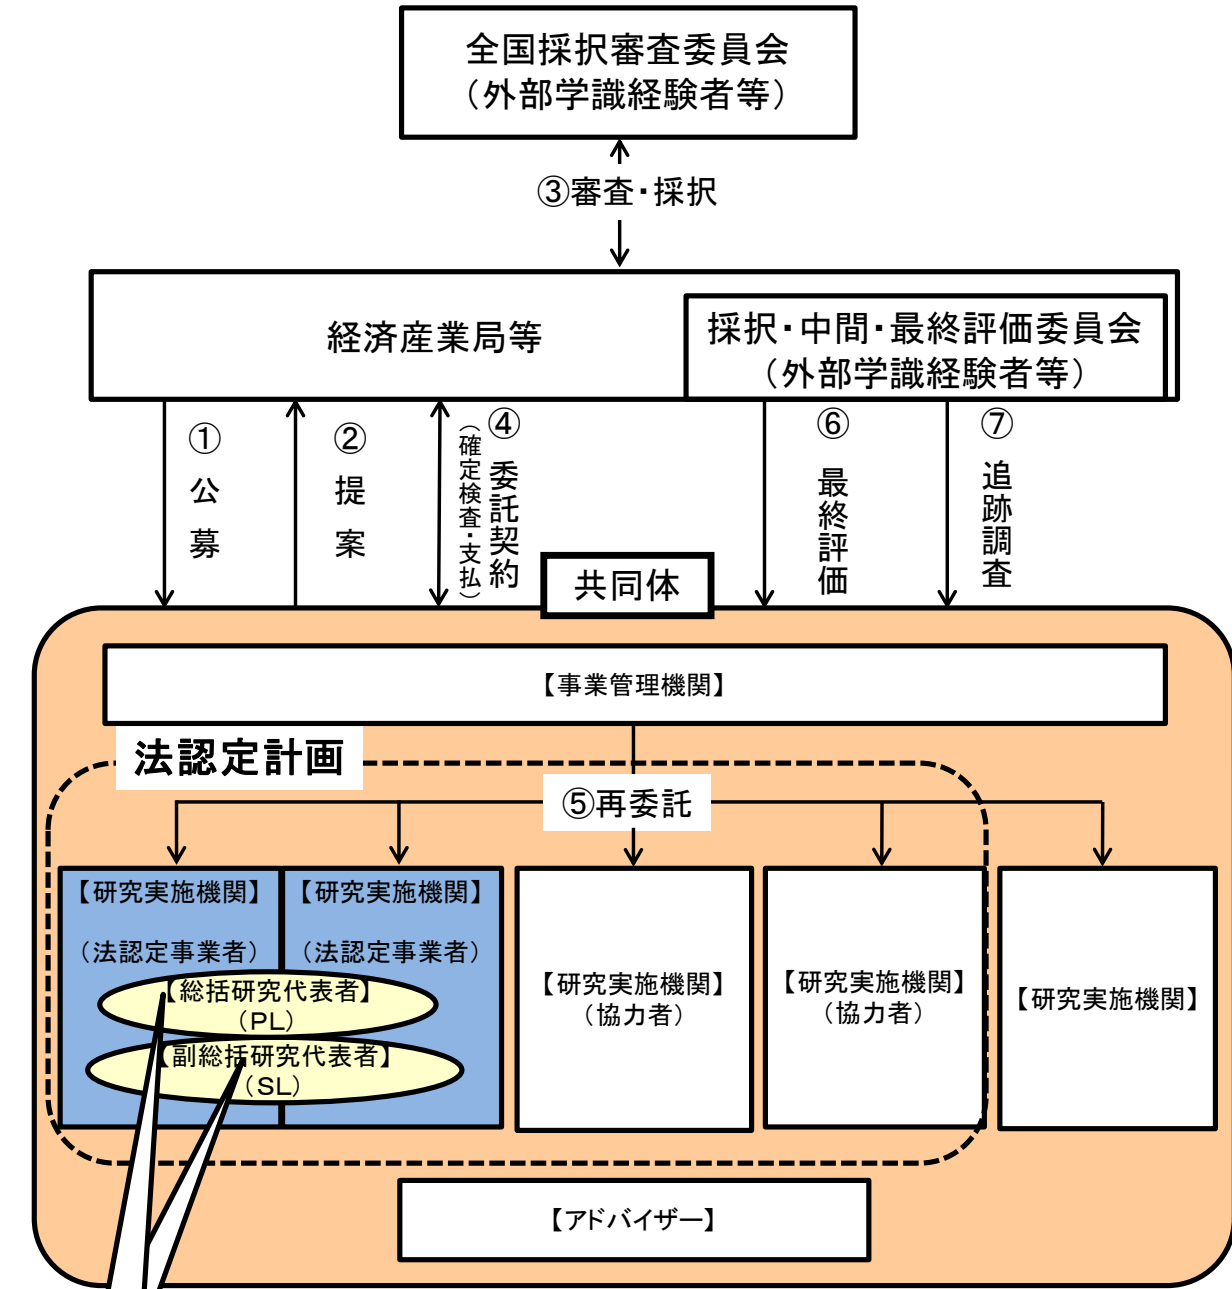 全国採択審査委員会
（外部学識経験者等）
③審査・採択
経済産業局等
採択・中間・最終評価委員会
（外部学識経験者等）
①公募
②提案
④委託契約
（確定検査・支払）
⑥最終評価
⑦追跡調査
共同体
【事業管理機関】
法認定計画
⑤再委託
【研究実施機関】
（法認定事業者）
【研究実施機関】
（法認定事業者）
【総括研究代表者】
（PL）
【副総括研究代表者】
（SL）
【研究実施機関】
（協力者）
【研究実施機関】
（協力者）
【研究実施機関】
【アドバイザー】